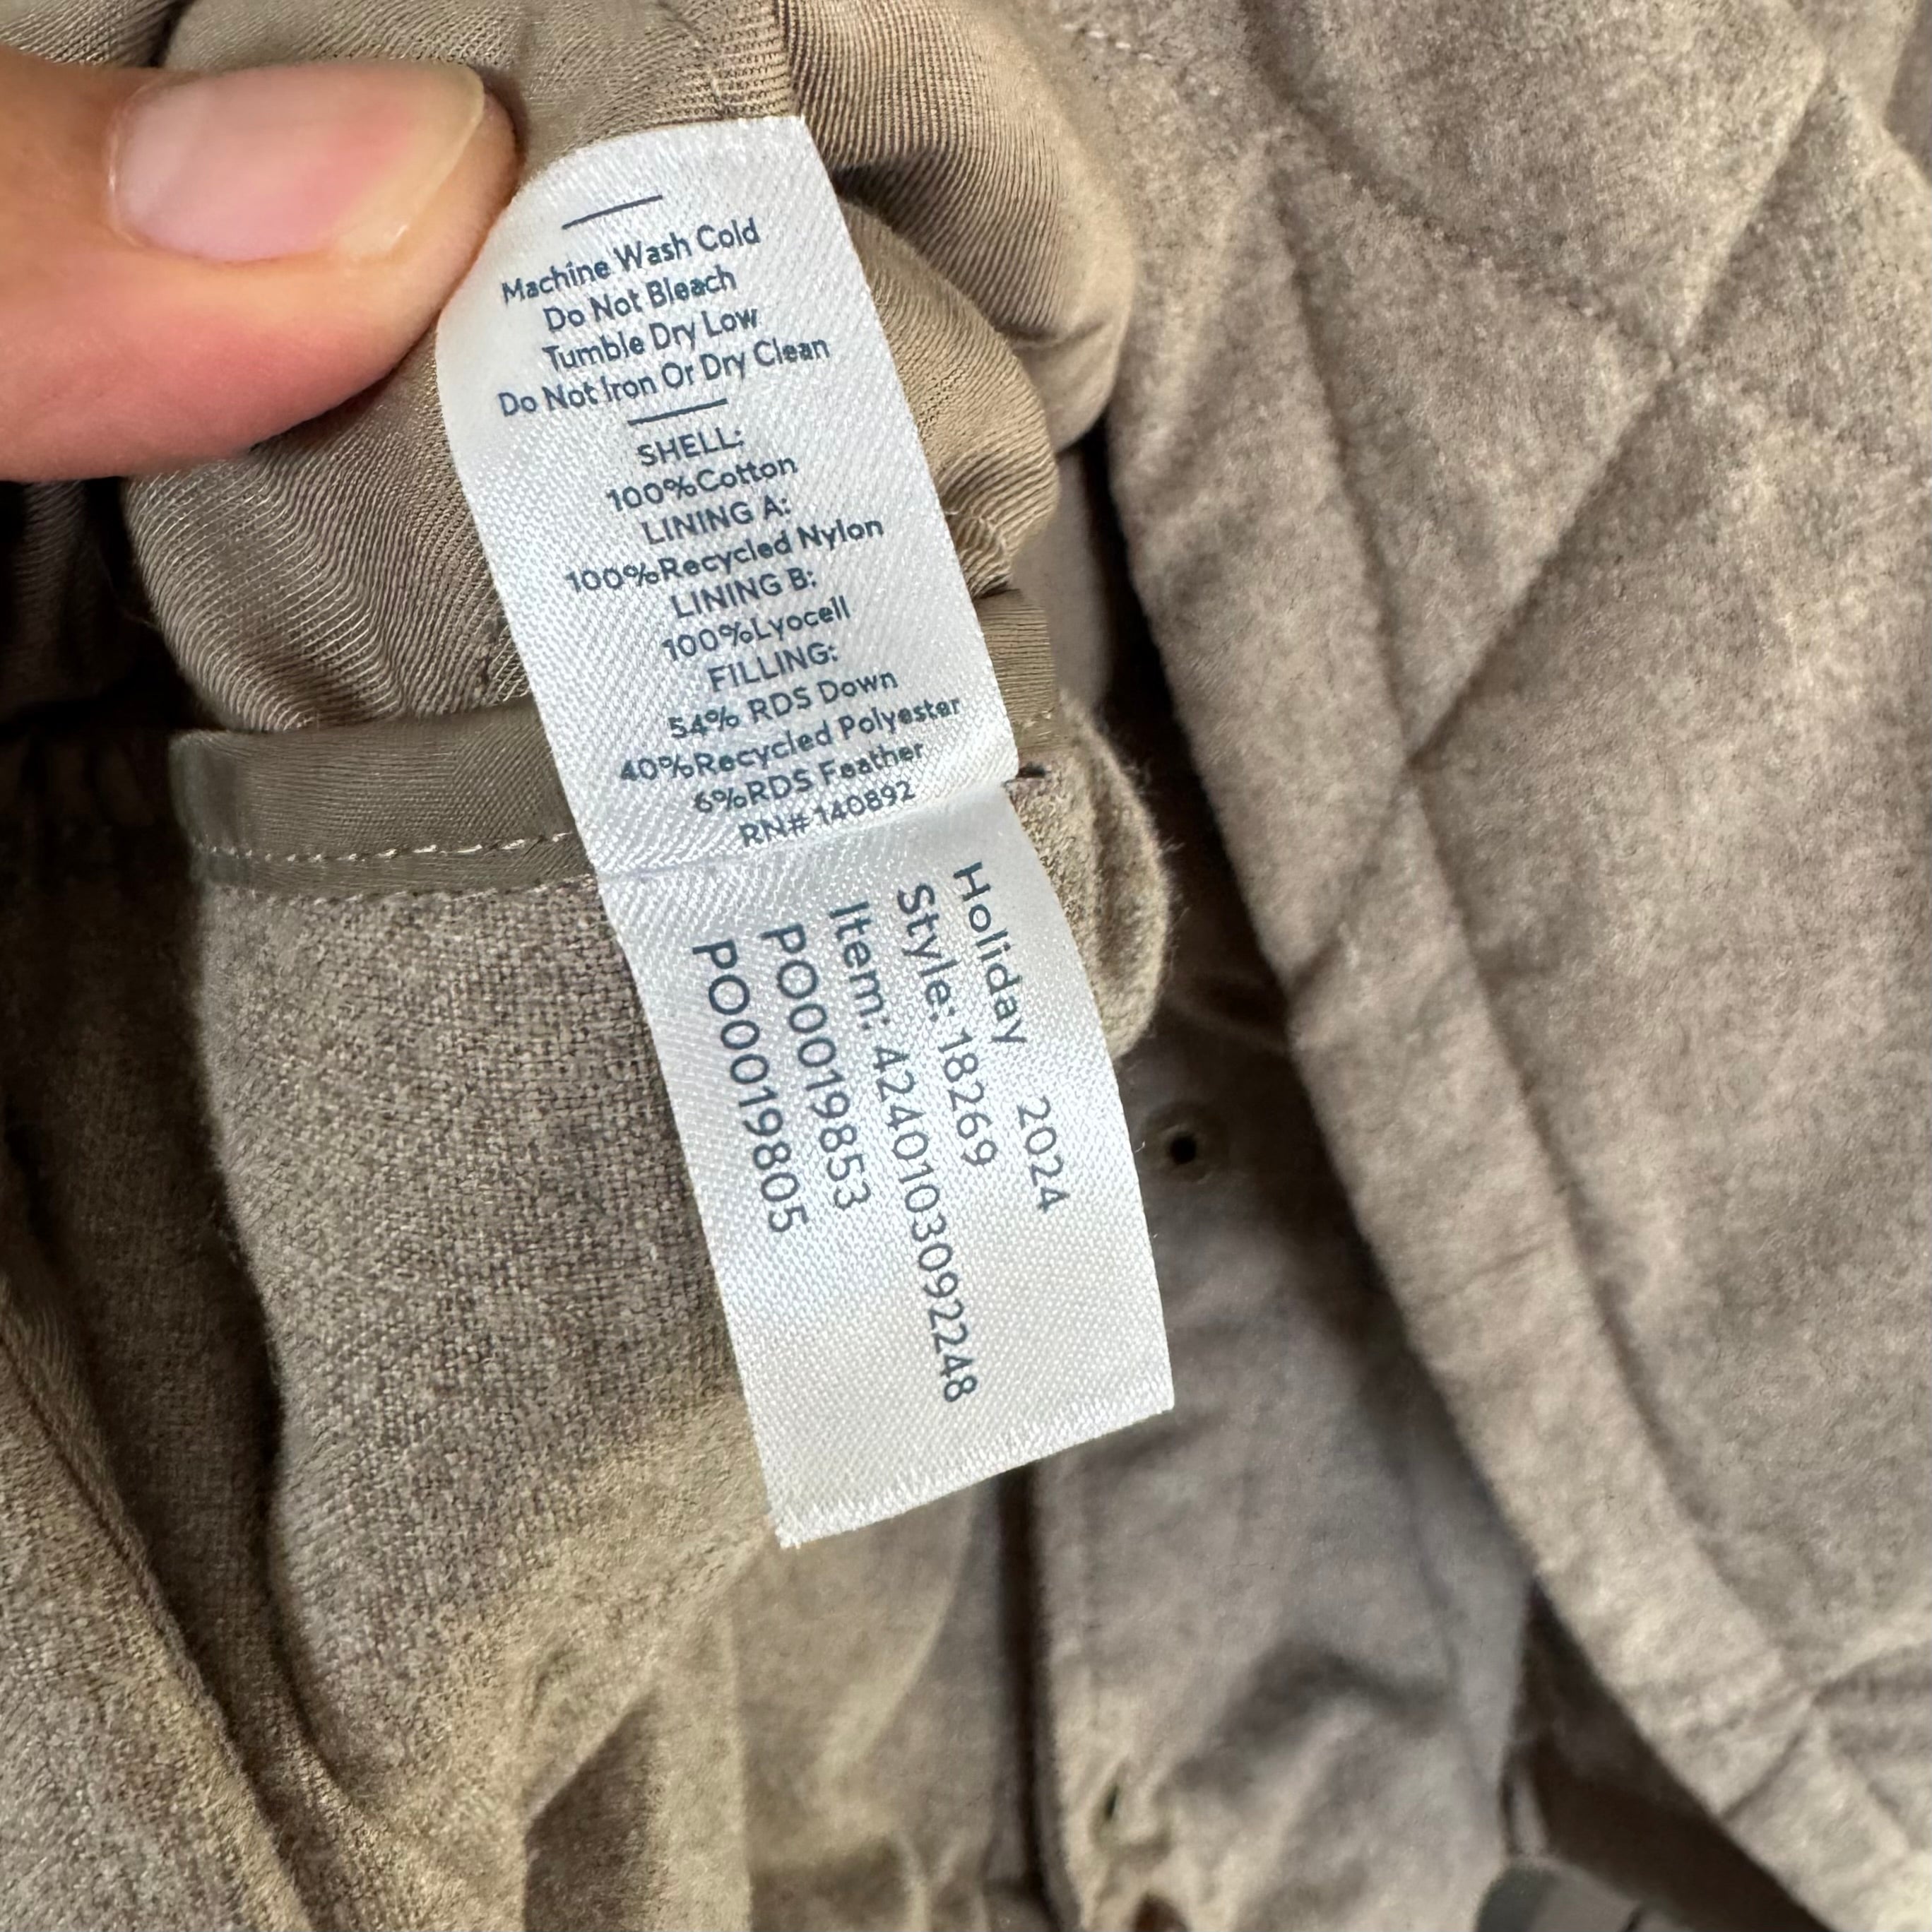 Machine Wash Cold
Do Not Bleach
Tumble Dry Low
Do Not Iron Or Dry Clean
SHELL:
100%Cotton
LINING A:
100%Recycled Nylon
LINING B:
100%Lyocell
FILLING:
54% RDS Down
40%Recycled Polyester
6%RDS Feather
RN# 140892
Holiday 2024
Style: 18269
Item: 4240103092248
PO0019853
PO0019805